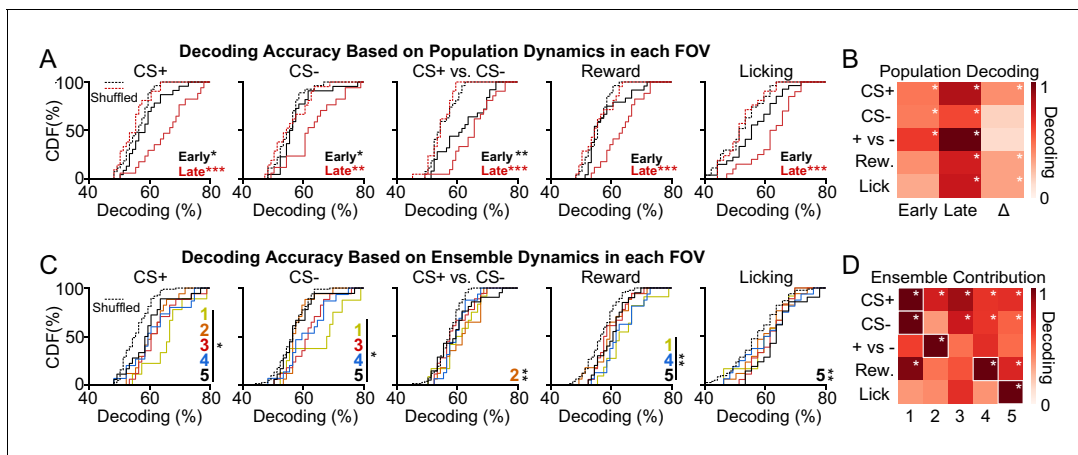 A Decoding Accuracy Based on Population Dynamics in each FOV
CS+ CS- CS+ vs. CS- Reward Licking
Shuffled
CDF(%)
100
50
0
Early* Early* Early** Early* Early*
Late*** Late** Late*** Late*** Late***
40 60 80 40 60 80 40 60 80 40 60 80 40 60 80
Decoding (%) Decoding (%) Decoding (%) Decoding (%) Decoding (%)
B Population Decoding
CS+ * * *
CS- * *
+ vs - * *
Rew. * *
Lick * *
Early Late Δ
1
0
Decoding
C Decoding Accuracy Based on Ensemble Dynamics in each FOV
CS+ CS- CS+ vs. CS- Reward Licking
Shuffled
CDF(%)
100
50
0
1 2 3 4 5 *
1 3 4 5 *
2**
1 4 **
5**
40 60 80 40 60 80 40 60 80 40 60 80 40 60 80
Decoding (%) Decoding (%) Decoding (%) Decoding (%) Decoding (%)
D Ensemble Contribution
CS+ * * * * *
CS- * * * *
+ vs - *
Rew. * * *
Lick *
1 2 3 4 5
1
0
Decoding